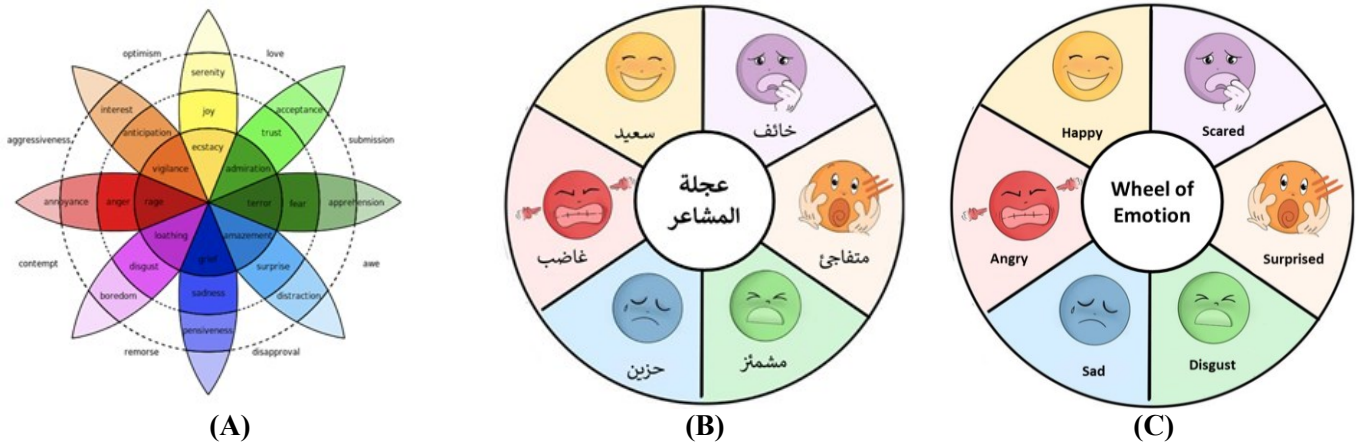 optimism
love
serenity
interest
acceptance
joy
anticipation
trust
aggressiveness
submission
ecstacy
vigilance
admiration
annoyance
anger
rage
terror
fear
apprehension
loathing
amazement
contempt
disgust
grief
surprise
awe
boredom
sadness
distraction
pensiveness
remorse
disapproval
(A)
سعيد
خائف
عجلة
المشاعر
غاضب
متفاجئ
حزين
مشمئز
(B)
Happy
Scared
Wheel of
Emotion
Angry
Surprised
Sad
Disgust
(C)